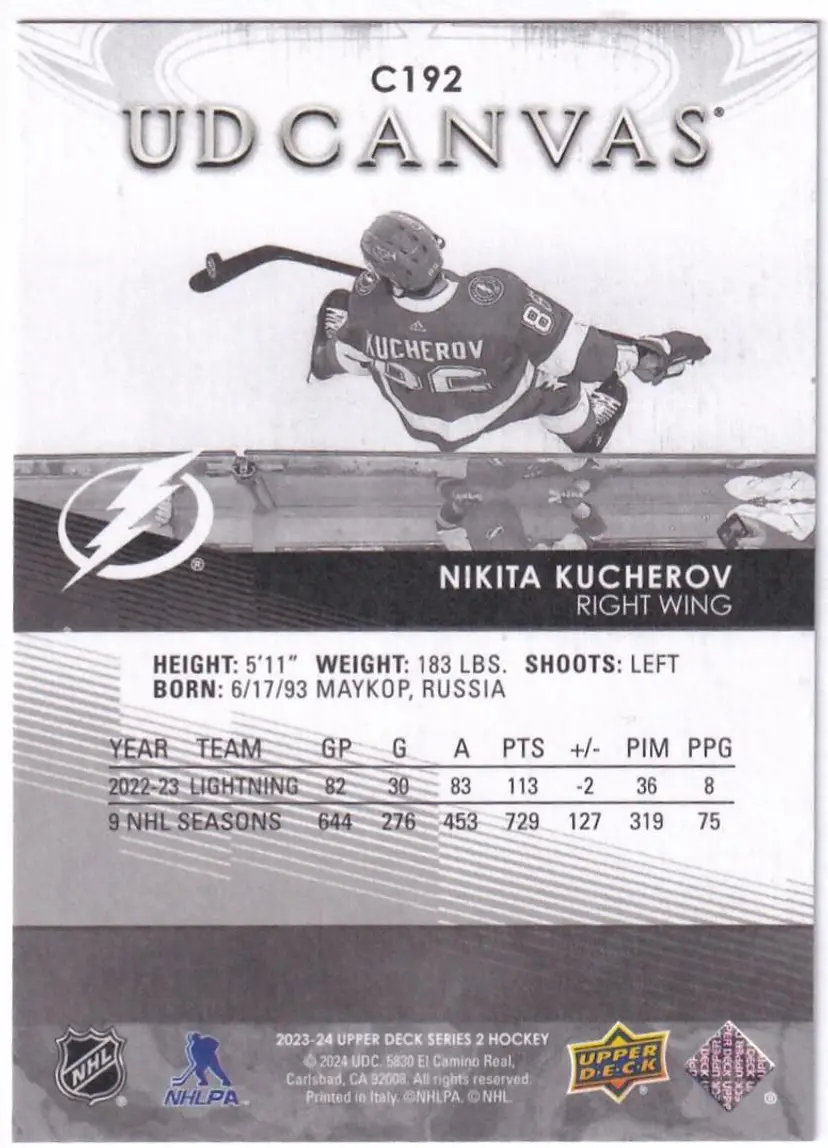 C192
UD CANVAS®
KUCHEROV
86
NIKITA KUCHEROV
RIGHT WING
HEIGHT: 5'11" WEIGHT: 183 LBS. SHOOTS: LEFT
BORN: 6/17/93 MAYKOP, RUSSIA
YEAR TEAM GP G A PTS +/- PIM PPG
2022-23 LIGHTNING 82 30 83 113 -2 36 8
9 NHL SEASONS 644 276 453 729 127 319 75
NHL
NHLPA
2023-24 UPPER DECK SERIES 2 HOCKEY
© 2024 UDC. 5830 El Camino Real,
Carlsbad, CA 92008. All rights reserved.
Printed in Italy. ©NHLPA. © NHL.
UPPER
D·E·C·K